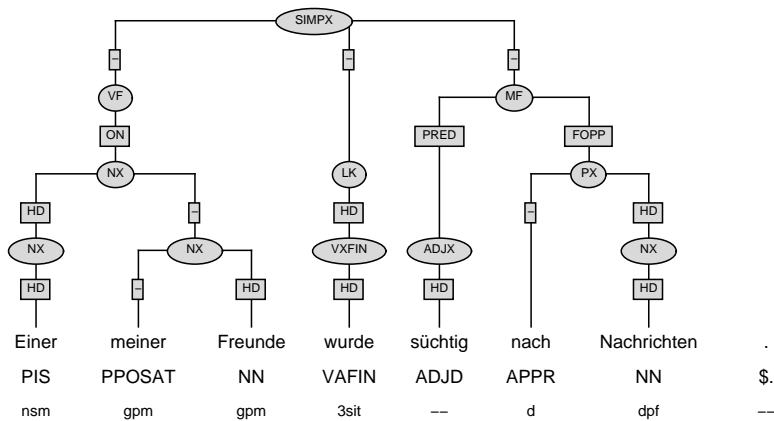 SIMPX
– – –
VF MF
ON PRED FOPP
NX LK PX
HD – HD – HD
NX NX VXFIN ADJX NX
HD – HD HD HD HD
Einer meiner Freunde wurde süchtig nach Nachrichten .
PIS PPOSAT NN VAFIN ADJD APPR NN $.
nsm gpm gpm 3sit –– d dpf ––